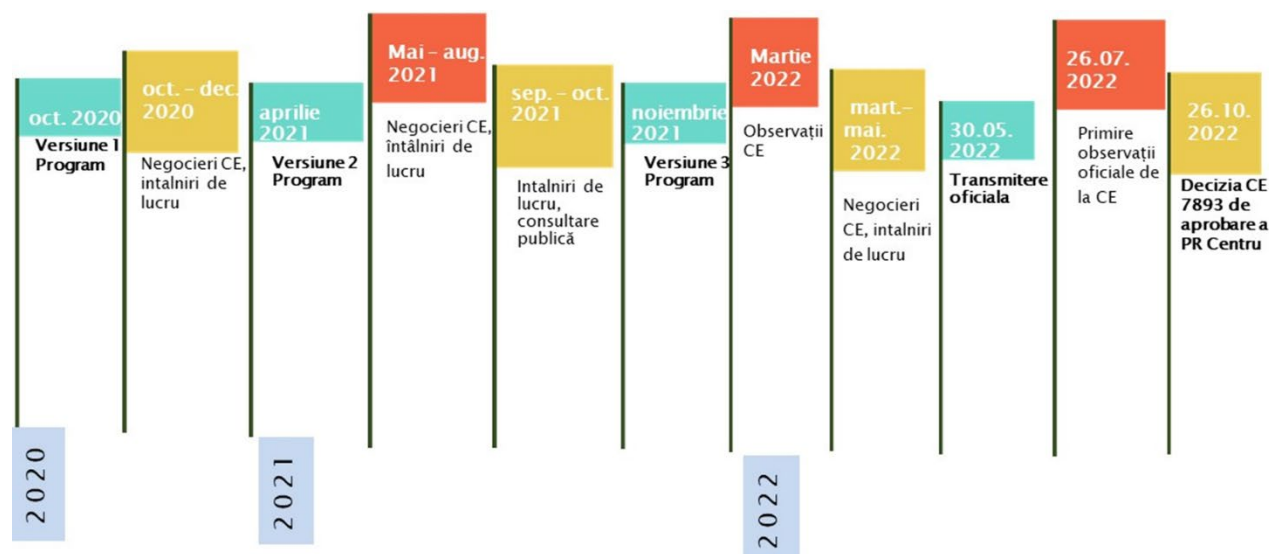 oct. 2020
Versiune 1
Program
oct. – dec.
2020
Negocieri CE,
intalniri de
lucru
aprilie
2021
Versiune 2
Program
Mai – aug.
2021
Negocieri CE,
întâlniri de
lucru
sep. – oct.
2021
Intalniri de
lucru,
consultare
publică
noiembrie
2021
Versiune 3
Program
Martie
2022
Observații
CE
mart.–
mai.
2022
Negocieri
CE, intalniri
de lucru
30.05.
2022
Transmitere
oficiala
26.07.
2022
Primire
observații
oficiale de
la CE
26.10.
2022
Decizia CE
7893 de
aprobare a
PR Centru
2020
2021
2022